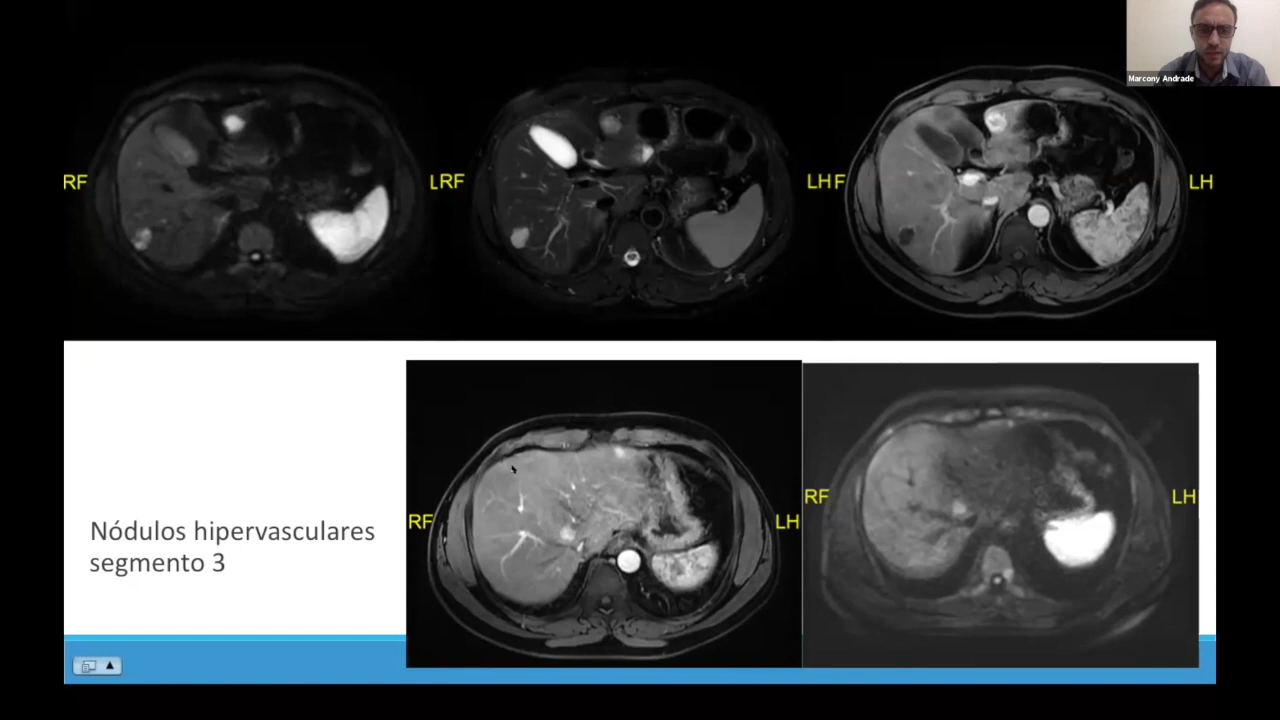 Marcony Andrade
RF
LRF
LHF
LH
Nódulos hipervasculares
segmento 3
RF
LH
RF
LH